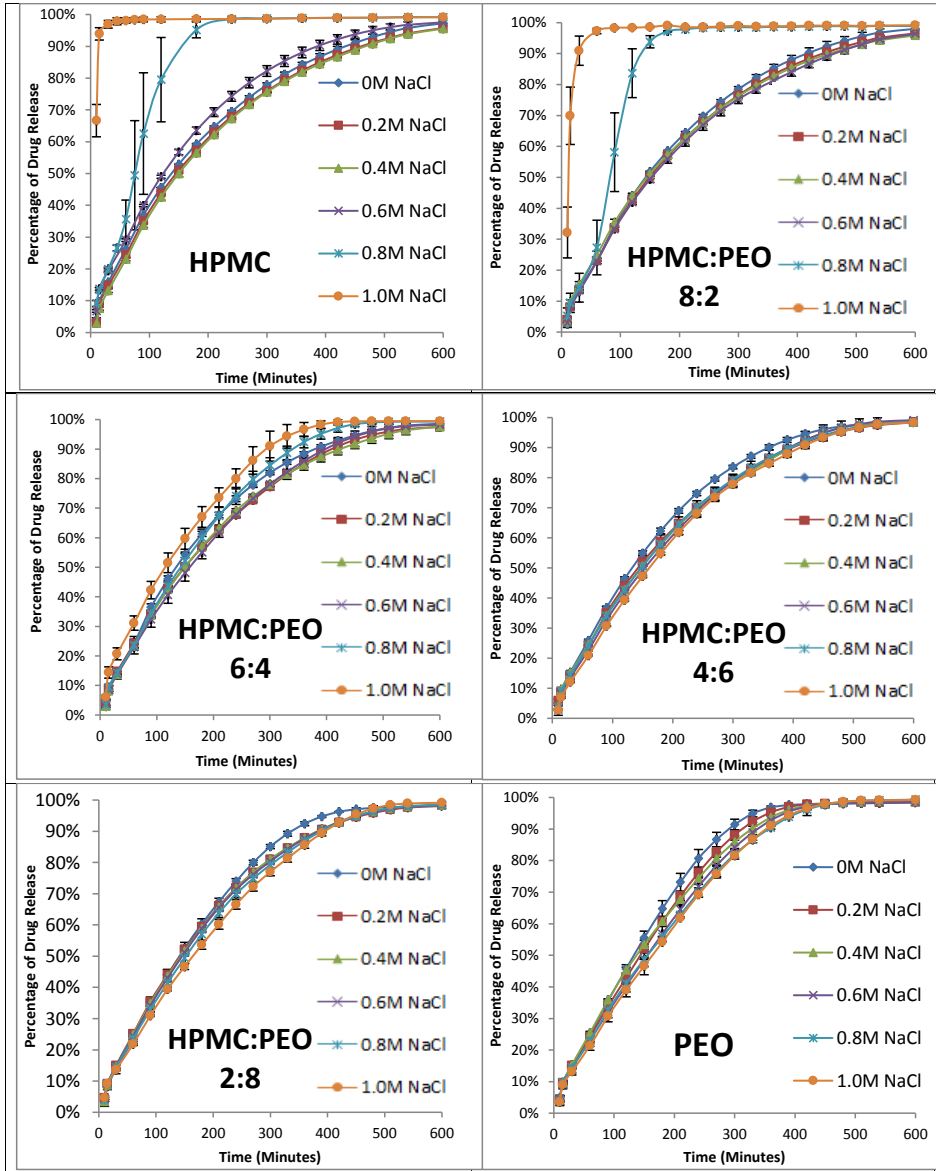 Percentage of Drug Release
100%
90%
80%
70%
60%
50%
40%
30%
20%
10%
0%
0M NaCl
0.2M NaCl
0.4M NaCl
0.6M NaCl
0.8M NaCl
1.0M NaCl
HPMC
0 100 200 300 400 500 600
Time (Minutes)
Percentage of Drug Release
100%
90%
80%
70%
60%
50%
40%
30%
20%
10%
0%
0M NaCl
0.2M NaCl
0.4M NaCl
0.6M NaCl
0.8M NaCl
1.0M NaCl
HPMC:PEO
8:2
0 100 200 300 400 500 600
Time (Minutes)
Percentage of Drug Release
100%
90%
80%
70%
60%
50%
40%
30%
20%
10%
0%
0M NaCl
0.2M NaCl
0.4M NaCl
0.6M NaCl
0.8M NaCl
1.0M NaCl
HPMC:PEO
6:4
0 100 200 300 400 500 600
Time (Minutes)
Percentage of Drug Release
100%
90%
80%
70%
60%
50%
40%
30%
20%
10%
0%
0M NaCl
0.2M NaCl
0.4M NaCl
0.6M NaCl
0.8M NaCl
1.0M NaCl
HPMC:PEO
4:6
0 100 200 300 400 500 600
Time (Minutes)
Percentage of Drug Release
100%
90%
80%
70%
60%
50%
40%
30%
20%
10%
0%
0M NaCl
0.2M NaCl
0.4M NaCl
0.6M NaCl
0.8M NaCl
1.0M NaCl
HPMC:PEO
2:8
0 100 200 300 400 500 600
Time (Minutes)
Percentage of Drug Release
100%
90%
80%
70%
60%
50%
40%
30%
20%
10%
0%
0M NaCl
0.2M NaCl
0.4M NaCl
0.6M NaCl
0.8M NaCl
1.0M NaCl
PEO
0 100 200 300 400 500 600
Time (Minutes)